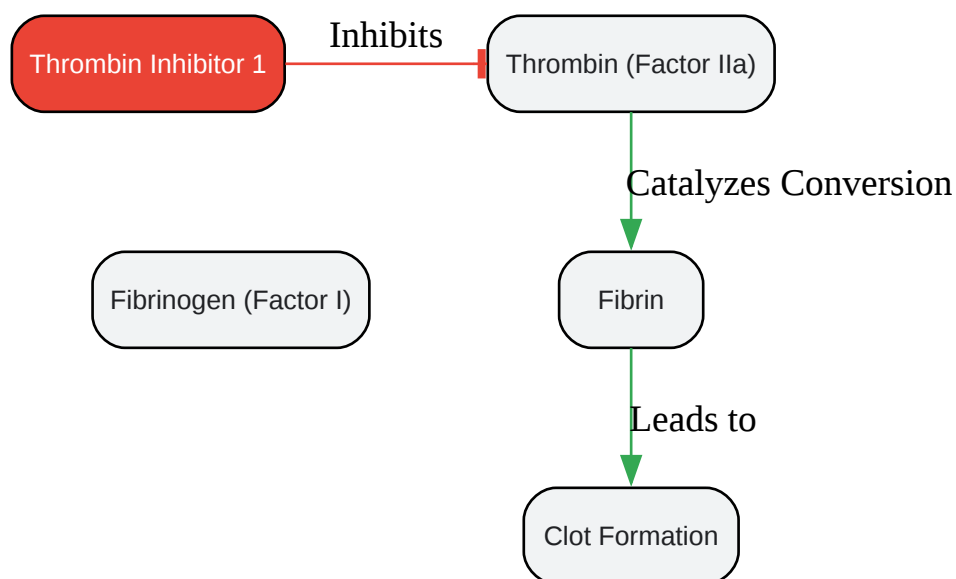 Thrombin Inhibitor 1
Inhibits
Thrombin (Factor IIa)
Catalyzes Conversion
Fibrinogen (Factor I)
Fibrin
Leads to
Clot Formation